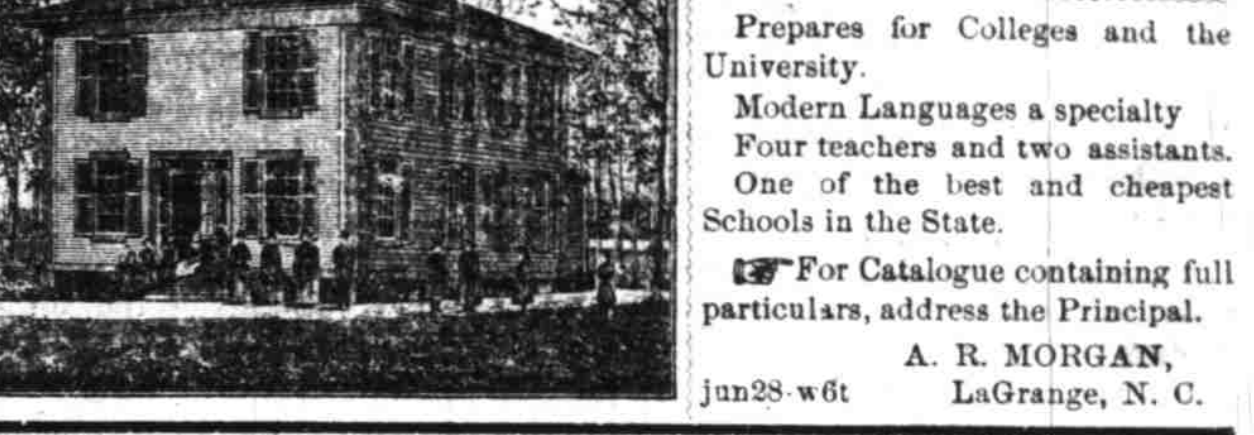 Prepares for Colleges and the
University.
Modern Languages a specialty
Four teachers and two assistants.
One of the best and cheapest
Schools in the State.
☞For Catalogue containing full
particulars, address the Principal.
A. R. MORGAN,
jun28-w6t LaGrange, N. C.